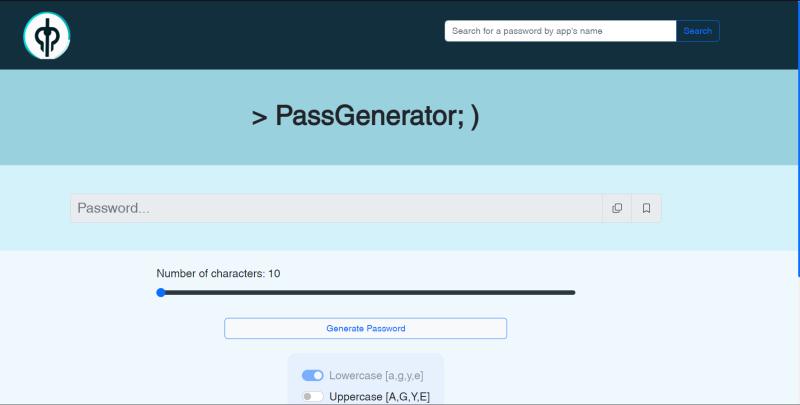 Search for a password by app's name
Search
> PassGenerator; )
Password...
Number of characters: 10
Generate Password
Lowercase [a,g,y,e]
Uppercase [A,G,Y,E]